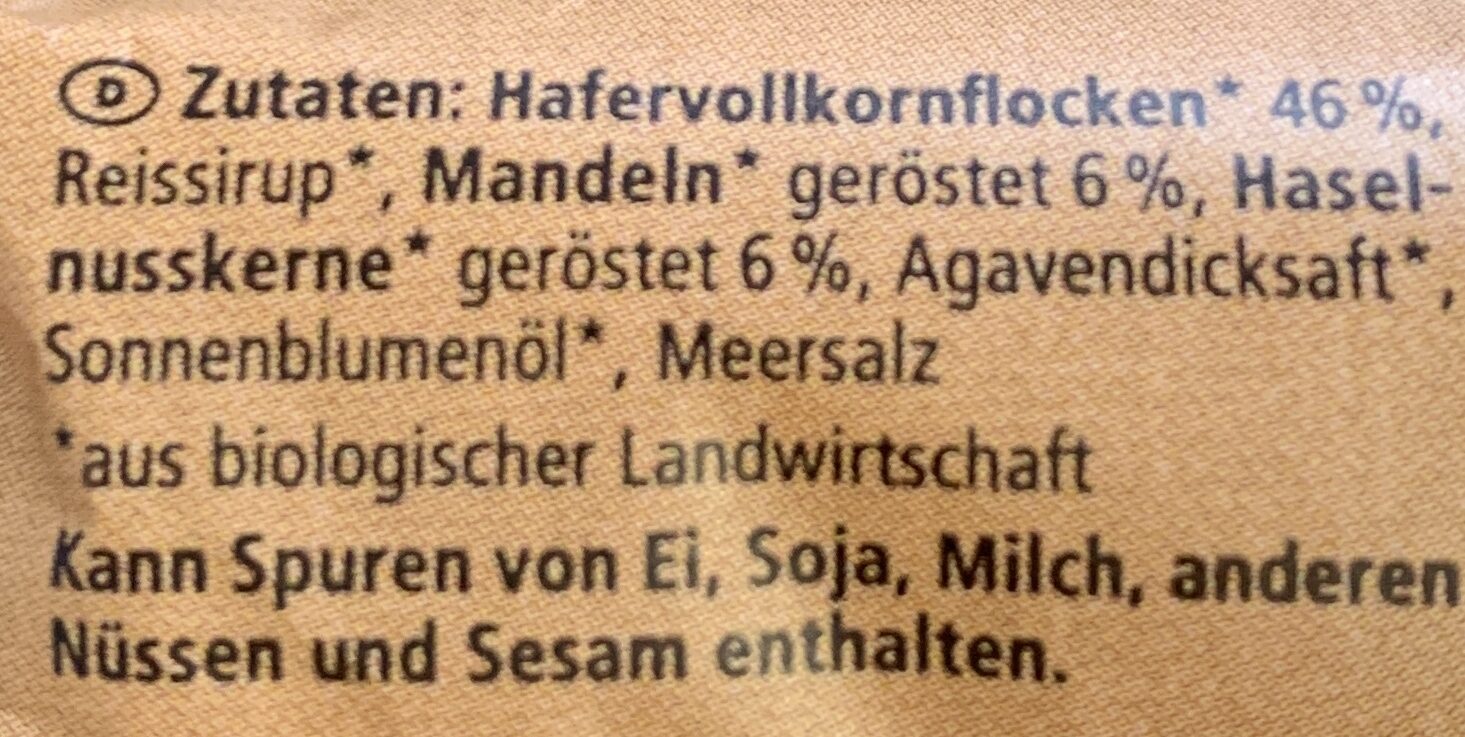 D Zutaten: Hafervollkornflocken* 46 %,
Reissirup*, Mandeln* geröstet 6 %, Hasel-
nusskerne* geröstet 6 %, Agavendicksaft*,
Sonnenblumenöl*, Meersalz
*aus biologischer Landwirtschaft
Kann Spuren von Ei, Soja, Milch, anderen
Nüssen und Sesam enthalten.